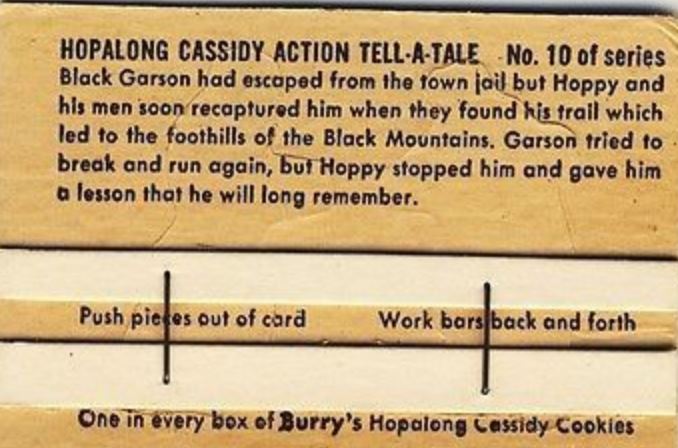 HOPALONG CASSIDY ACTION TELL-A-TALE No. 10 of series
Black Garson had escaped from the town jail but Hoppy and
his men soon recaptured him when they found his trail which
led to the foothills of the Black Mountains. Garson tried to
break and run again, but Hoppy stopped him and gave him
a lesson that he will long remember.
Push pieces out of card Work bars back and forth
One in every box of Burry's Hopalong Cassidy Cookies